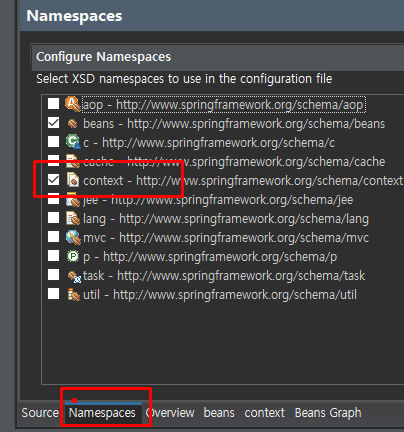 Namespaces
Configure Namespaces
Select XSD namespaces to use in the configuration file
aop - http://www.springframework.org/schema/aop
beans - http://www.springframework.org/schema/beans
c - http://www.springframework.org/schema/c
cache - http://www.springframework.org/schema/cache
context - http://www.springframework.org/schema/context
jee - http://www.springframework.org/schema/jee
lang - http://www.springframework.org/schema/lang
mvc - http://www.springframework.org/schema/mvc
p - http://www.springframework.org/schema/p
task - http://www.springframework.org/schema/task
util - http://www.springframework.org/schema/util
Source Namespaces Overview beans context Beans Graph